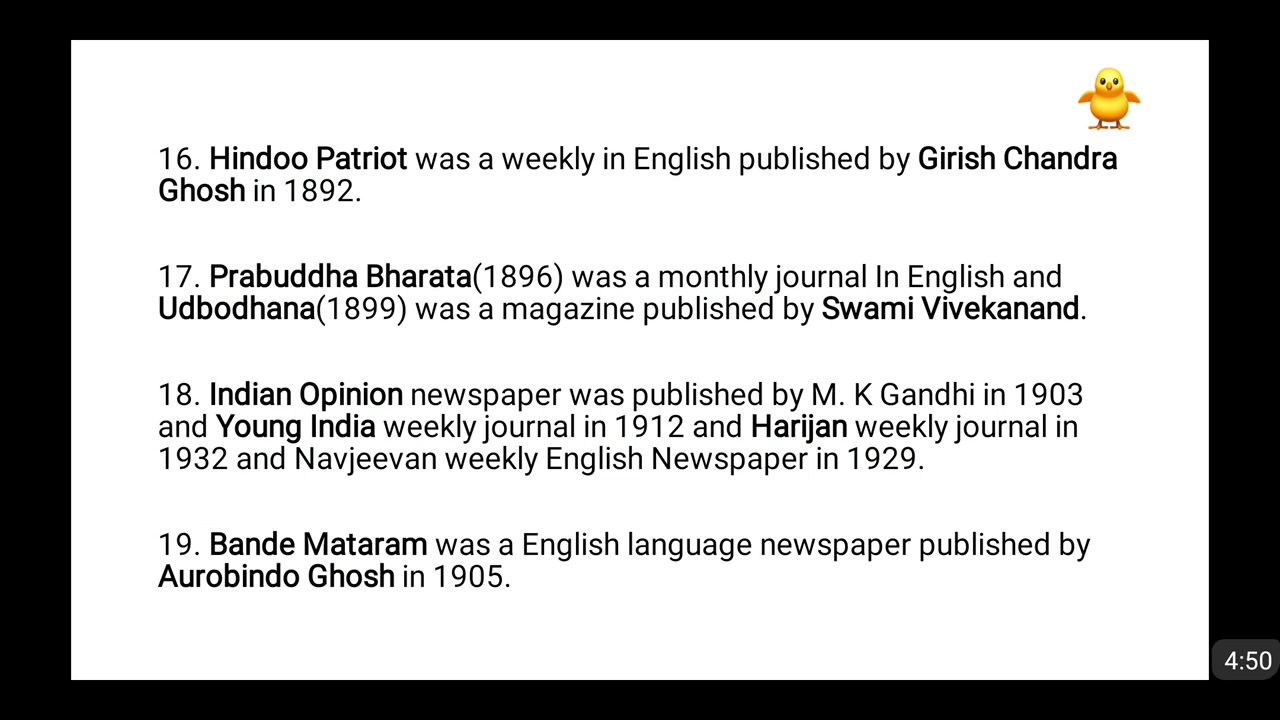 16. Hindoo Patriot was a weekly in English published by Girish Chandra
Ghosh in 1892.
17. Prabuddha Bharata(1896) was a monthly journal In English and
Udbodhana(1899) was a magazine published by Swami Vivekanand.
18. Indian Opinion newspaper was published by M. K Gandhi in 1903
and Young India weekly journal in 1912 and Harijan weekly journal in
1932 and Navjeevan weekly English Newspaper in 1929.
19. Bande Mataram was a English language newspaper published by
Aurobindo Ghosh in 1905.
4:50